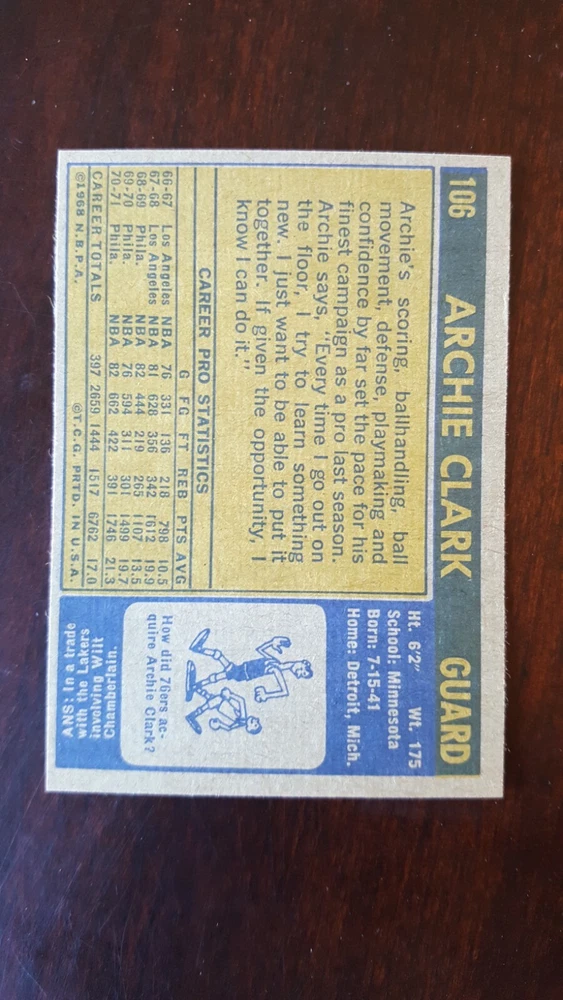 106 ARCHIE CLARK GUARD
Archie's scoring, ballhandling, ball
movement, defense, playmaking and
confidence by far set the pace for his
finest campaign as a pro last season.
Archie says, "Every time I go out on
the floor, I try to learn something
new. I just want to be able to put it
together. If given the opportunity, I
know I can do it."
CAREER PRO STATISTICS
G FG FT REB PTS AVG
66-67 Los Angeles NBA 76 331 136 218 798 10.5
67-68 Los Angeles NBA 81 628 356 342 1612 19.9
68-69 Phila. NBA 82 444 219 265 1107 13.5
69-70 Phila. NBA 76 594 311 301 1499 19.7
70-71 Phila. NBA 82 662 422 391 1746 21.3
CAREER TOTALS 397 2659 1444 1517 6762 17.0
©1968 N.B.P.A. ©T.C.G. PRTD. IN U.S.A.
Ht. 6'2" Wt. 175
School: Minnesota
Born: 7-15-41
Home: Detroit, Mich.
How did 76ers ac-
quire Archie Clark?
ANS: In a trade
with the Lakers
involving Wilt
Chamberlain.